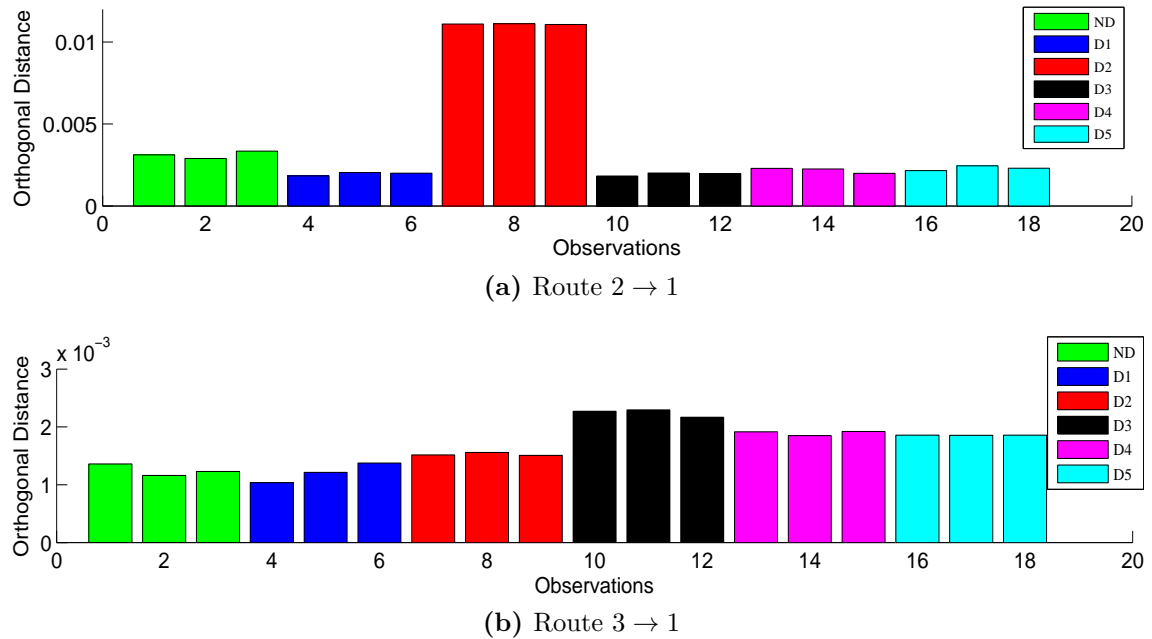 0.01
0.005
0
Orthogonal Distance
0 2 4 6 8 10 12 14 16 18 20
Observations
ND
D1
D2
D3
D4
D5
(a) Route 2 → 1
x 10⁻³
3
2
1
0
Orthogonal Distance
0 2 4 6 8 10 12 14 16 18 20
Observations
ND
D1
D2
D3
D4
D5
(b) Route 3 → 1